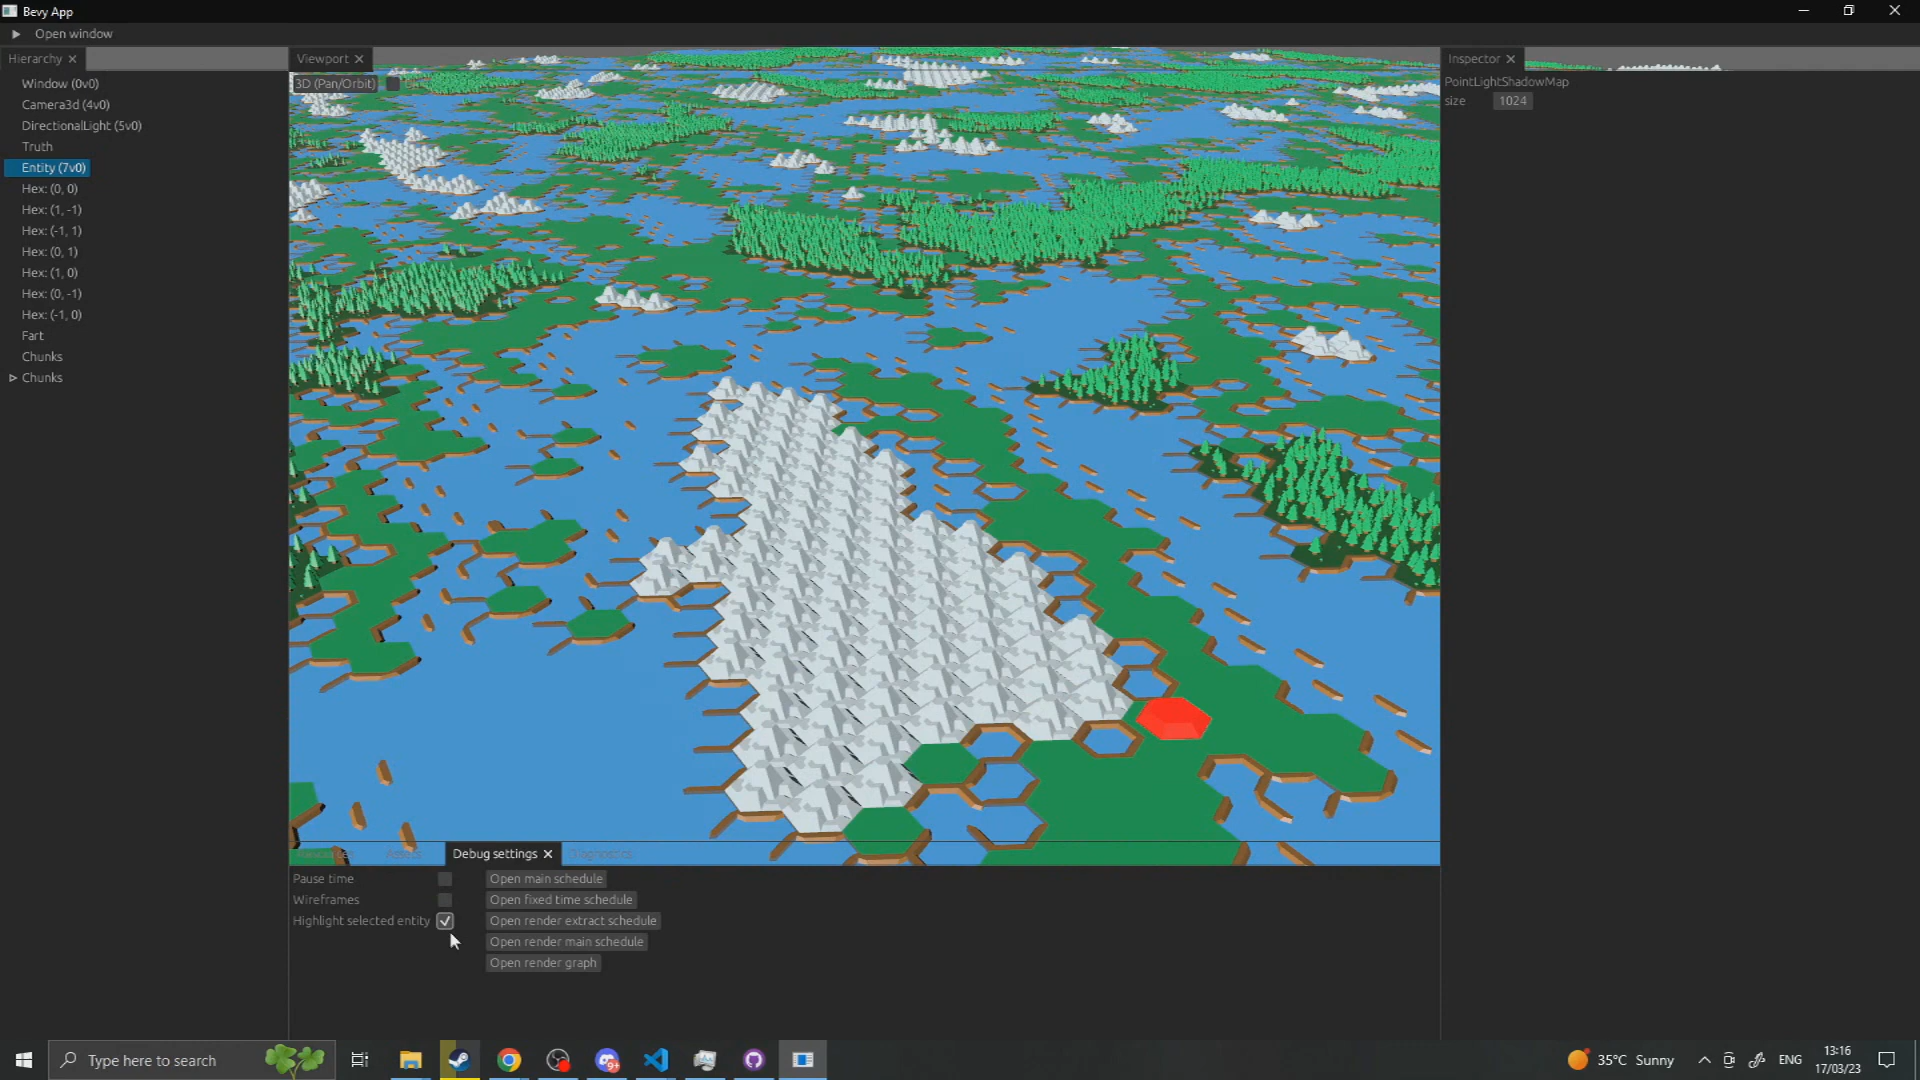 Bevy App
Open window
Hierarchy
Viewport
Inspector
Window (0v0)
Camera3d (4v0)
DirectionalLight (5v0)
Truth
Entity (7v0)
Hex: (0, 0)
Hex: (1, -1)
Hex: (-1, 1)
Hex: (0, 1)
Hex: (1, 0)
Hex: (0, -1)
Hex: (-1, 0)
Fart
Chunks
Chunks
3D (Pan/Orbit)
PointLightShadowMap
size 1024
Debug settings
Pause time
Wireframes
Highlight selected entity
Open main schedule
Open fixed time schedule
Open render extract schedule
Open render main schedule
Open render graph
Type here to search
9+
35°C Sunny
ENG
13:16
17/03/23